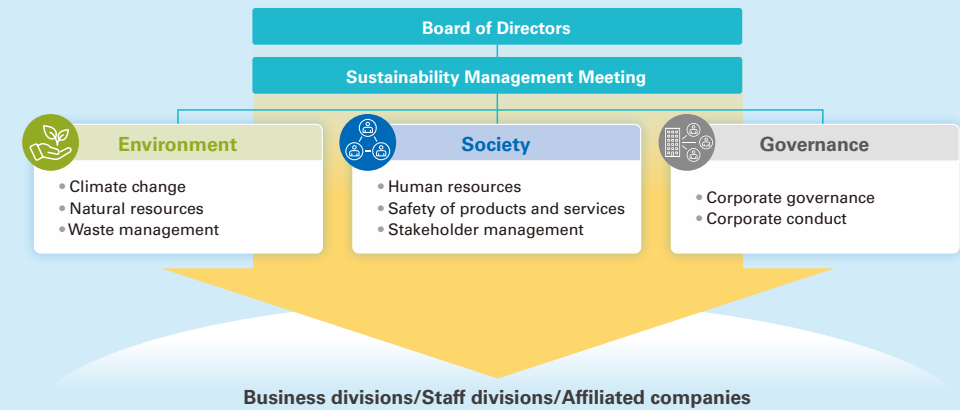 Board of Directors
Sustainability Management Meeting
Environment
• Climate change
• Natural resources
• Waste management
Society
• Human resources
• Safety of products and services
• Stakeholder management
Governance
• Corporate governance
• Corporate conduct
Business divisions/Staff divisions/Affiliated companies